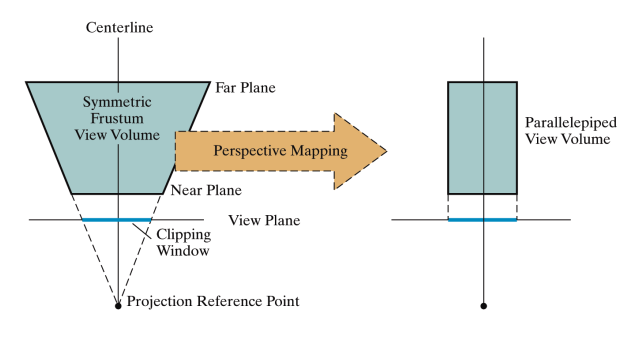 Centerline
Far Plane
Symmetric
Frustum
View Volume
Perspective Mapping
Parallelepiped
View Volume
Near Plane
View Plane
Clipping
Window
Projection Reference Point